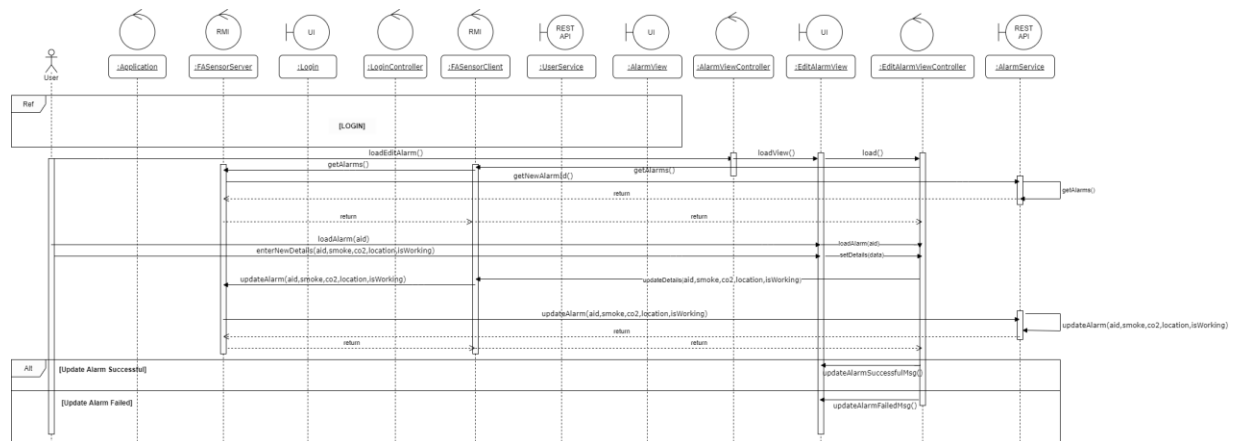 RMI
UI
RMI
REST
API
UI
UI
REST
API
User
:Application
:FASensorServer
:Login
:LoginController
:FASensorClient
:UserService
:AlarmView
:AlarmViewController
:EditAlarmView
:EditAlarmViewController
:AlarmService
Ref
[LOGIN]
loadEditAlarm()
loadView()
load()
getAlarms()
getAlarms()
getNewAlarmId()
getAlarms()
return
return
return
loadAlarm(aid)
loadAlarm(aid)
enterNewDetails(aid,smoke,co2,location,isWorking)
setDetails(data)
updateAlarm(aid,smoke,co2,location,isWorking)
updateDetails(aid,smoke,co2,location,isWorking)
updateAlarm(aid,smoke,co2,location,isWorking)
updateAlarm(aid,smoke,co2,location,isWorking)
return
return
return
Alt
[Update Alarm Successful]
updateAlarmSuccessfulMsg()
[Update Alarm Failed]
updateAlarmFailedMsg()